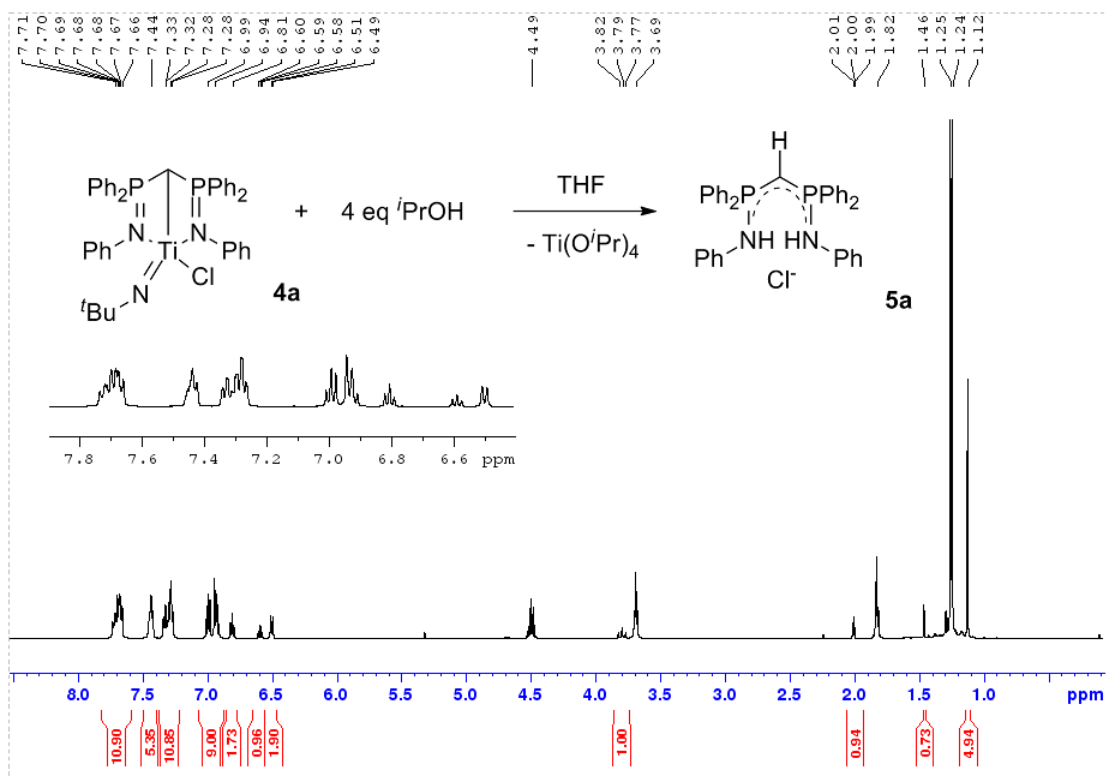 7.71 7.70 7.69 7.68 7.68 7.67 7.66 7.44 7.33 7.32 7.28 7.28 6.99 6.94 6.81 6.60 6.59 6.58 6.51 6.49 4.49 3.82 3.79 3.77 3.69 2.01 2.00 1.99 1.82 1.46 1.25 1.24 1.12
H
Ph2P PPh2 + 4 eq iPrOH THF Ph2P PPh2
N N - Ti(OiPr)4 NH HN
Ph Ti Ph Ph Ph
Cl Cl-
N 4a 5a
tBu
7.8 7.6 7.4 7.2 7.0 6.8 6.6 ppm
8.0 7.5 7.0 6.5 6.0 5.5 5.0 4.5 4.0 3.5 3.0 2.5 2.0 1.5 1.0 ppm
10.90 5.35 10.85 9.00 1.73 0.96 1.90 1.00 0.94 0.73 4.94